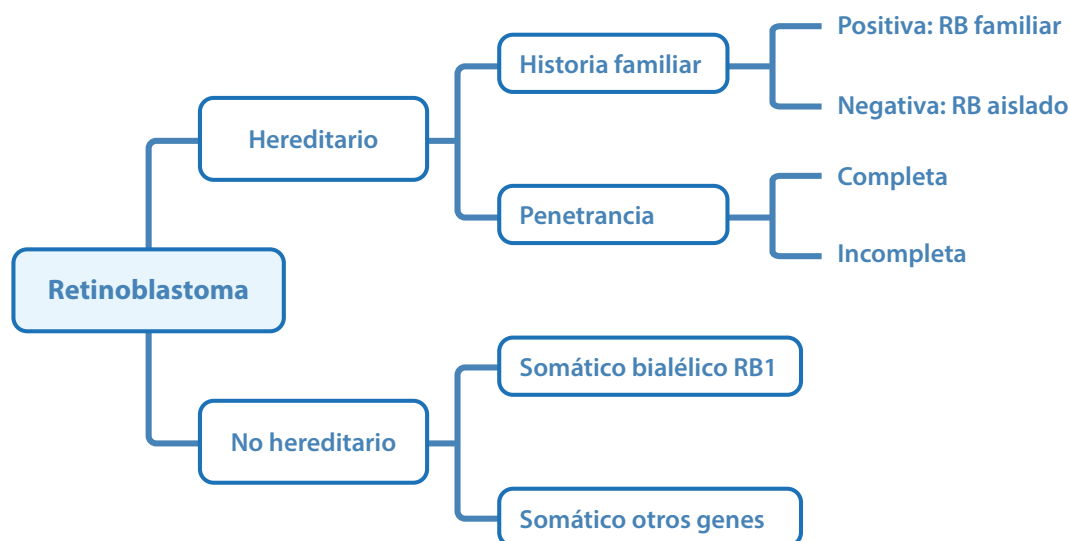 Positiva: RB familiar
Historia familiar
Negativa: RB aislado
Hereditario
Completa
Penetrancia
Incompleta
Retinoblastoma
Somático bialélico RB1
No hereditario
Somático otros genes